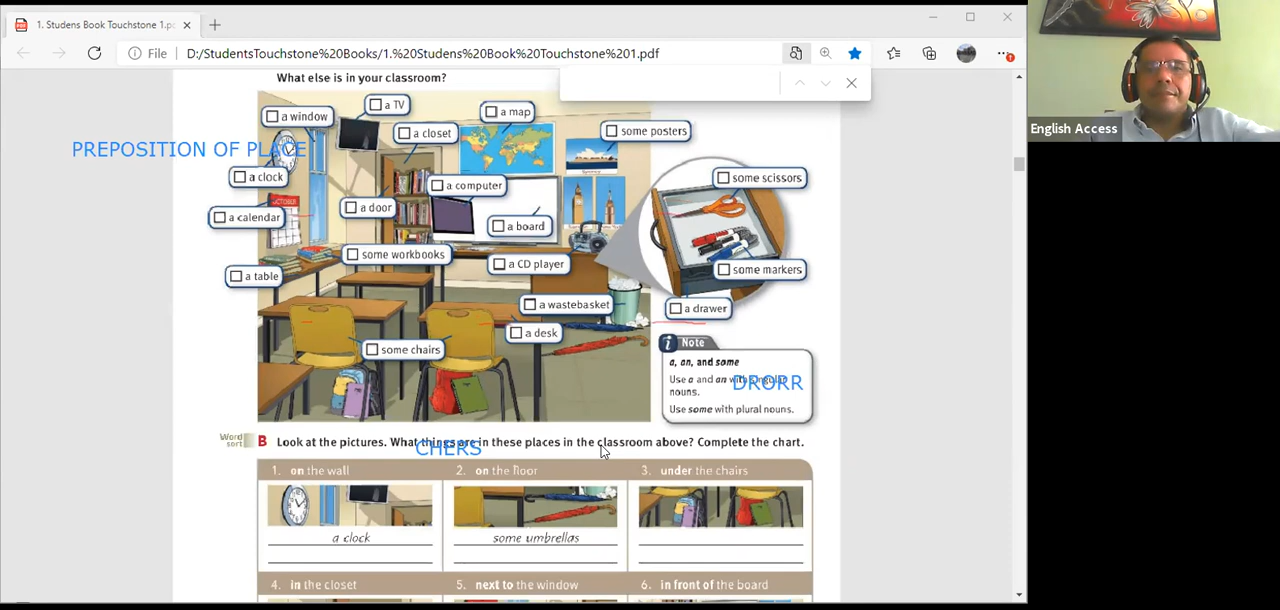 1. Studens Book Touchstone 1.pc
File
D:/StudentsTouchstone%20Books/1.%20Studens%20Book%20Touchstone%201.pdf
English Access
What else is in your classroom?
a window
a TV
a map
a closet
some posters
PREPOSITION OF PLACE
a clock
a computer
some scissors
a door
a calendar
a board
some workbooks
a CD player
some markers
a table
a wastebasket
a drawer
a desk
some chairs
OCTOBER
i Note
a, an, and some
Use a and an with singular
nouns.
DRORR
Use some with plural nouns.
Word
sort
B Look at the pictures. What things are in these places in the classroom above? Complete the chart.
CHERS
1. on the wall
2. on the floor
3. under the chairs
a clock
some umbrellas
4. in the closet
5. next to the window
6. in front of the board